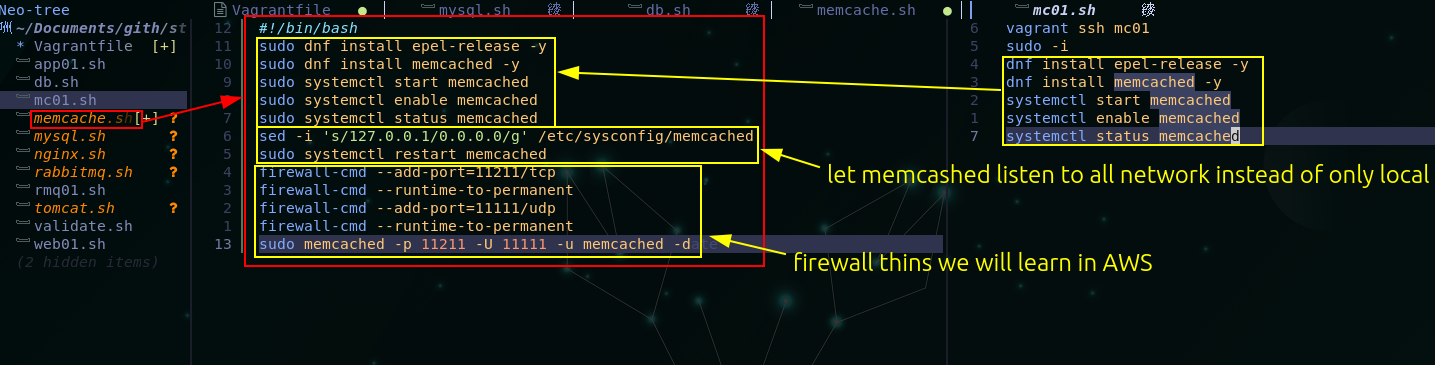 Neo-tree
~/Documents/gith/st
* Vagrantfile [+]
app01.sh
db.sh
mc01.sh
memcache.sh[+] ?
mysql.sh ?
nginx.sh ?
rabbitmq.sh ?
rmq01.sh
tomcat.sh ?
validate.sh
web01.sh
(2 hidden items)
Vagrantfile ● mysql.sh db.sh memcache.sh ● mc01.sh
12 #!/bin/bash
11 sudo dnf install epel-release -y
10 sudo dnf install memcached -y
9 sudo systemctl start memcached
8 sudo systemctl enable memcached
7 sudo systemctl status memcached
6 sed -i 's/127.0.0.1/0.0.0.0/g' /etc/sysconfig/memcached
5 sudo systemctl restart memcached
4 firewall-cmd --add-port=11211/tcp
3 firewall-cmd --runtime-to-permanent
2 firewall-cmd --add-port=11111/udp
1 firewall-cmd --runtime-to-permanent
13 sudo memcached -p 11211 -U 11111 -u memcached -d
6 vagrant ssh mc01
5 sudo -i
4 dnf install epel-release -y
3 dnf install memcached -y
2 systemctl start memcached
1 systemctl enable memcached
7 systemctl status memcached
let memcashed listen to all network instead of only local
firewall thins we will learn in AWS